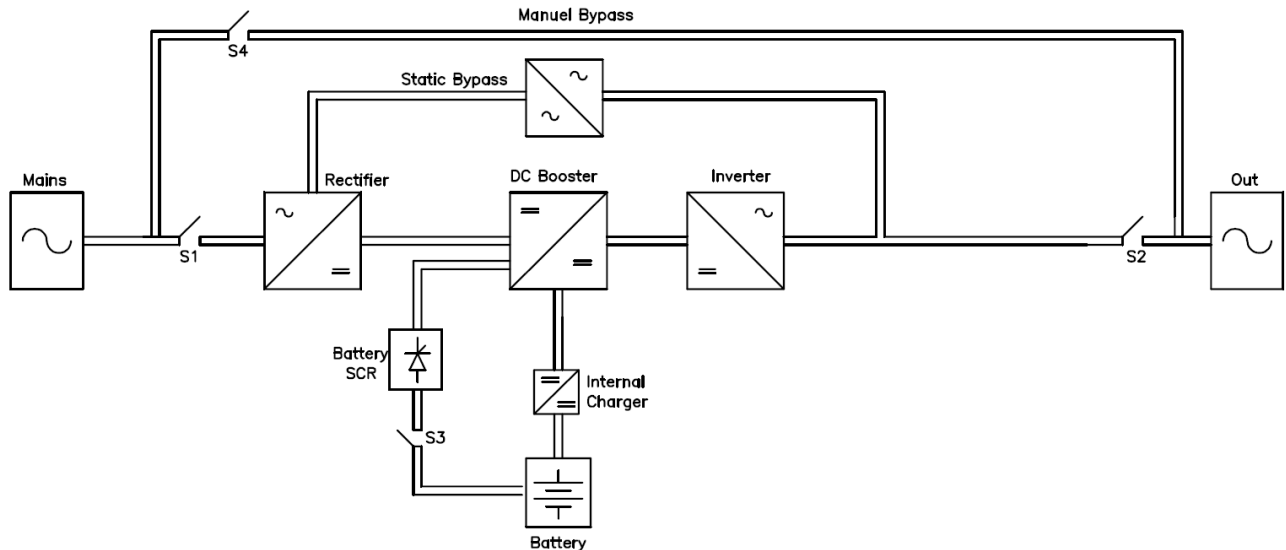 Manuel Bypass
S4
Static Bypass
Mains
Rectifier
DC Booster
Inverter
Out
S1
S2
Battery
SCR
Internal
Charger
S3
Battery